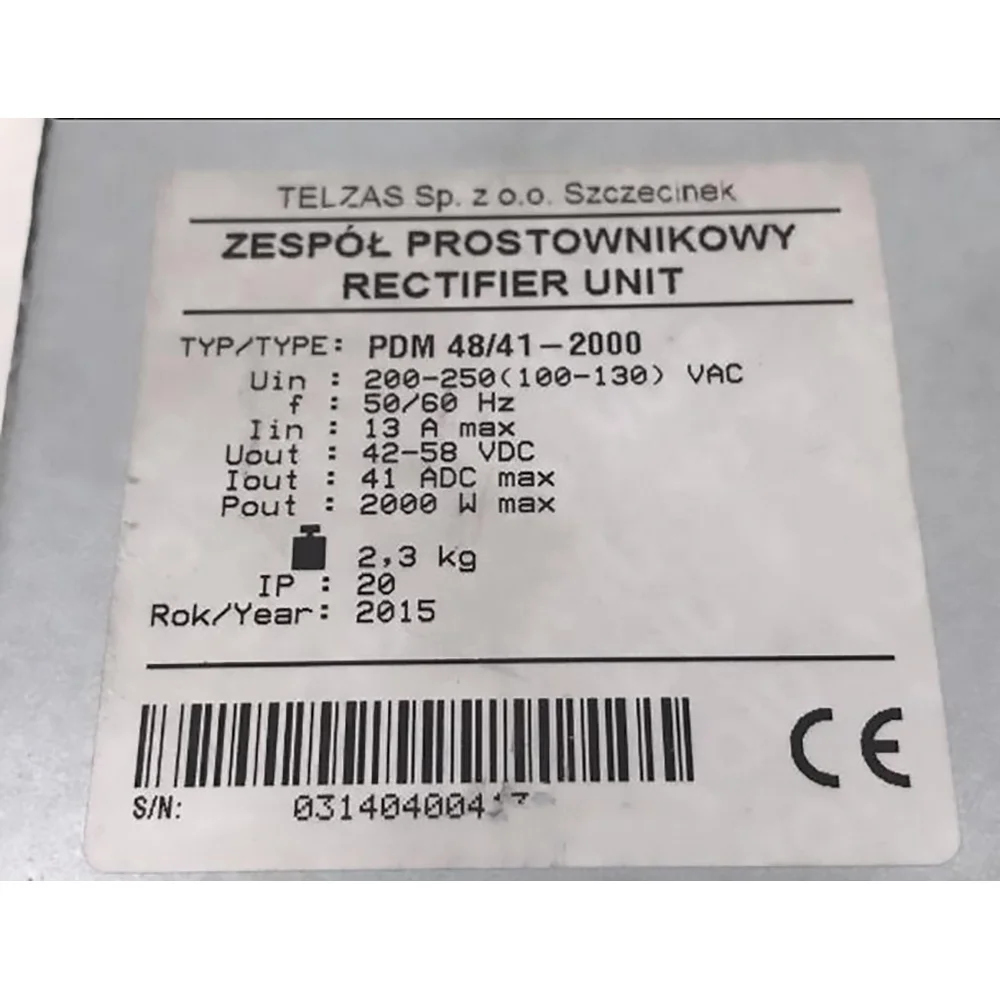 TELZAS Sp. z o.o. Szczecinek
ZESPÓŁ PROSTOWNIKOWY
RECTIFIER UNIT
TYP/TYPE: PDM 48/41-2000
Uin : 200-250(100-130) VAC
f : 50/60 Hz
Iin : 13 A max
Uout : 42-58 VDC
Iout : 41 ADC max
Pout : 2000 W max
2,3 kg
IP : 20
Rok/Year: 2015
CE
S/N: